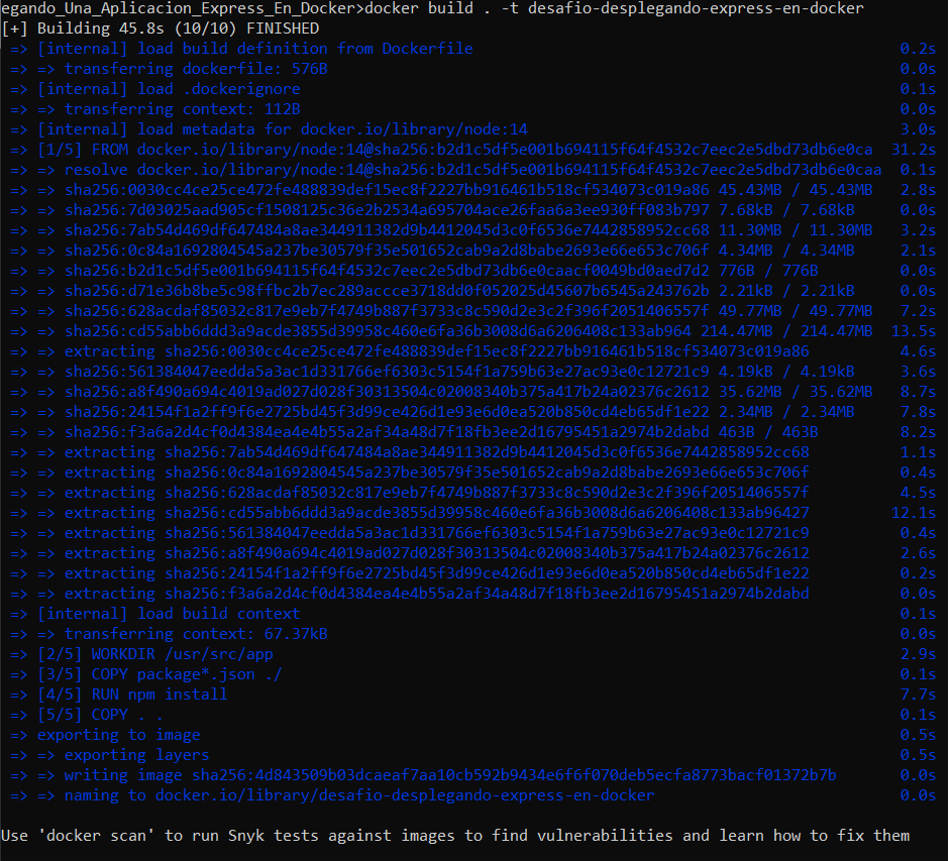 egando_Una_Aplicacion_Express_En_Docker>docker build . -t desafio-desplegando-express-en-docker
[+] Building 45.8s (10/10) FINISHED
=> [internal] load build definition from Dockerfile 0.2s
=> => transferring dockerfile: 576B 0.0s
=> [internal] load .dockerignore 0.1s
=> => transferring context: 112B 0.0s
=> [internal] load metadata for docker.io/library/node:14 3.0s
=> [1/5] FROM docker.io/library/node:14@sha256:b2d1c5df5e001b694115f64f4532c7eec2e5dbd73db6e0ca 31.2s
=> => resolve docker.io/library/node:14@sha256:b2d1c5df5e001b694115f64f4532c7eec2e5dbd73db6e0caa 0.1s
=> => sha256:0030cc4ce25ce472fe488839def15ec8f2227bb916461b518cf534073c019a86 45.43MB / 45.43MB 2.8s
=> => sha256:7d03025aad905cf1508125c36e2b2534a695704ace26faa6a3ee930ff083b797 7.68kB / 7.68kB 0.0s
=> => sha256:7ab54d469df647484a8ae344911382d9b4412045d3c0f6536e7442858952cc68 11.30MB / 11.30MB 3.2s
=> => sha256:0c84a1692804545a237be30579f35e501652cab9a2d8babe2693e66e653c706f 4.34MB / 4.34MB 2.1s
=> => sha256:b2d1c5df5e001b694115f64f4532c7eec2e5dbd73db6e0caacf0049bd0aed7d2 776B / 776B 0.0s
=> => sha256:d71e36b8be5c98ffbc2b7ec289accce3718dd0f052025d45607b6545a243762b 2.21kB / 2.21kB 0.0s
=> => sha256:628acdaf85032c817e9eb7f4749b887f3733c8c590d2e3c2f396f2051406557f 49.77MB / 49.77MB 7.2s
=> => sha256:cd55abb6ddd3a9acde3855d39958c460e6fa36b3008d6a6206408c133ab964 214.47MB / 214.47MB 13.5s
=> => extracting sha256:0030cc4ce25ce472fe488839def15ec8f2227bb916461b518cf534073c019a86 4.6s
=> => sha256:561384047eedda5a3ac1d331766ef6303c5154f1a759b63e27ac93e0c12721c9 4.19kB / 4.19kB 3.6s
=> => sha256:a8f490a694c4019ad027d028f30313504c02008340b375a417b24a02376c2612 35.62MB / 35.62MB 8.7s
=> => sha256:24154f1a2ff9f6e2725bd45f3d99ce426d1e93e6d0ea520b850cd4eb65df1e22 2.34MB / 2.34MB 7.8s
=> => sha256:f3a6a2d4cf0d4384ea4e4b55a2af34a48d7f18fb3ee2d16795451a2974b2dabd 463B / 463B 8.2s
=> => extracting sha256:7ab54d469df647484a8ae344911382d9b4412045d3c0f6536e7442858952cc68 1.1s
=> => extracting sha256:0c84a1692804545a237be30579f35e501652cab9a2d8babe2693e66e653c706f 0.4s
=> => extracting sha256:628acdaf85032c817e9eb7f4749b887f3733c8c590d2e3c2f396f2051406557f 4.5s
=> => extracting sha256:cd55abb6ddd3a9acde3855d39958c460e6fa36b3008d6a6206408c133ab96427 12.1s
=> => extracting sha256:561384047eedda5a3ac1d331766ef6303c5154f1a759b63e27ac93e0c12721c9 0.4s
=> => extracting sha256:a8f490a694c4019ad027d028f30313504c02008340b375a417b24a02376c2612 2.6s
=> => extracting sha256:24154f1a2ff9f6e2725bd45f3d99ce426d1e93e6d0ea520b850cd4eb65df1e22 0.2s
=> => extracting sha256:f3a6a2d4cf0d4384ea4e4b55a2af34a48d7f18fb3ee2d16795451a2974b2dabd 0.0s
=> [internal] load build context 0.1s
=> => transferring context: 67.37kB 0.0s
=> [2/5] WORKDIR /usr/src/app 2.9s
=> [3/5] COPY package*.json ./ 0.1s
=> [4/5] RUN npm install 7.7s
=> [5/5] COPY . . 0.1s
=> exporting to image 0.5s
=> => exporting layers 0.5s
=> => writing image sha256:4d843509b03dcaeaf7aa10cb592b9434e6f6f070deb5ecfa8773bacf01372b7b 0.0s
=> => naming to docker.io/library/desafio-desplegando-express-en-docker 0.0s
Use 'docker scan' to run Snyk tests against images to find vulnerabilities and learn how to fix them